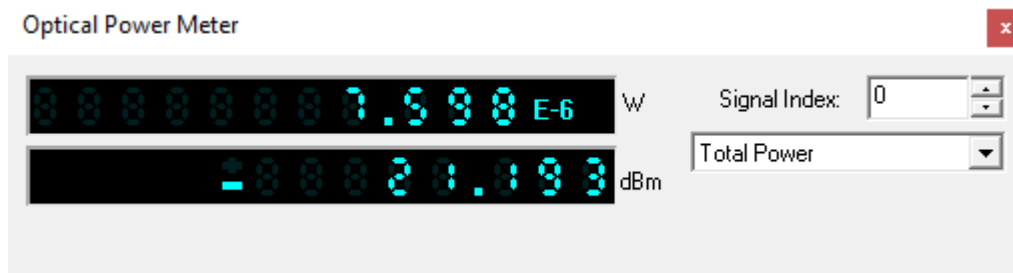 Optical Power Meter
x
7.598 E-6 W
Signal Index: 0
Total Power
- 21.193 dBm